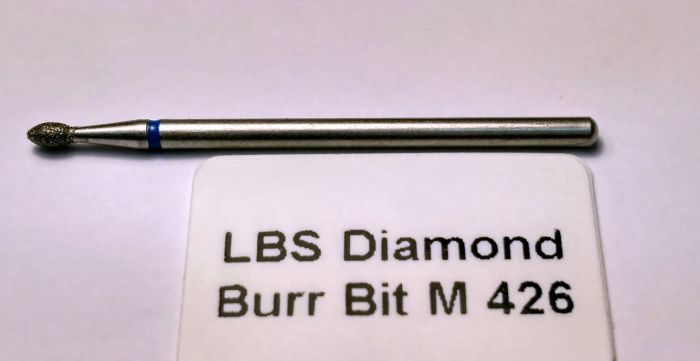 LBS Diamond
Burr Bit M 426